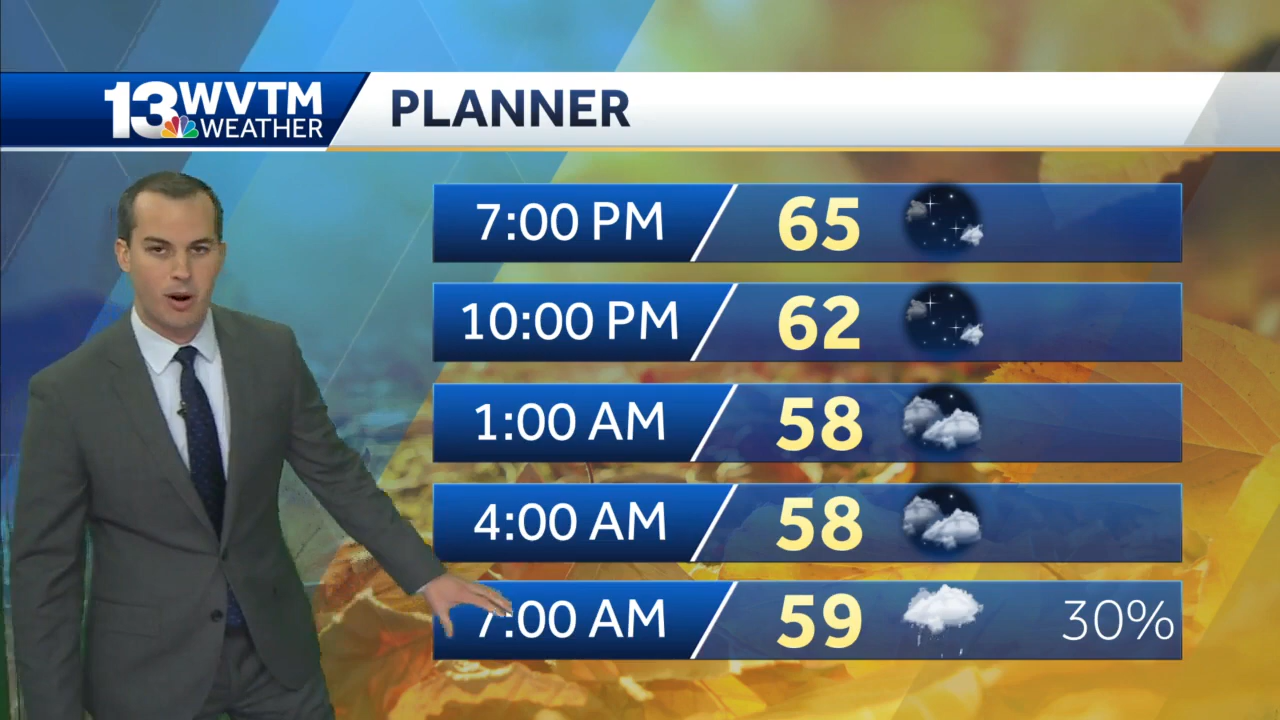 13 WVTM
WEATHER
PLANNER
7:00 PM 65
10:00 PM 62
1:00 AM 58
4:00 AM 58
7:00 AM 59 30%